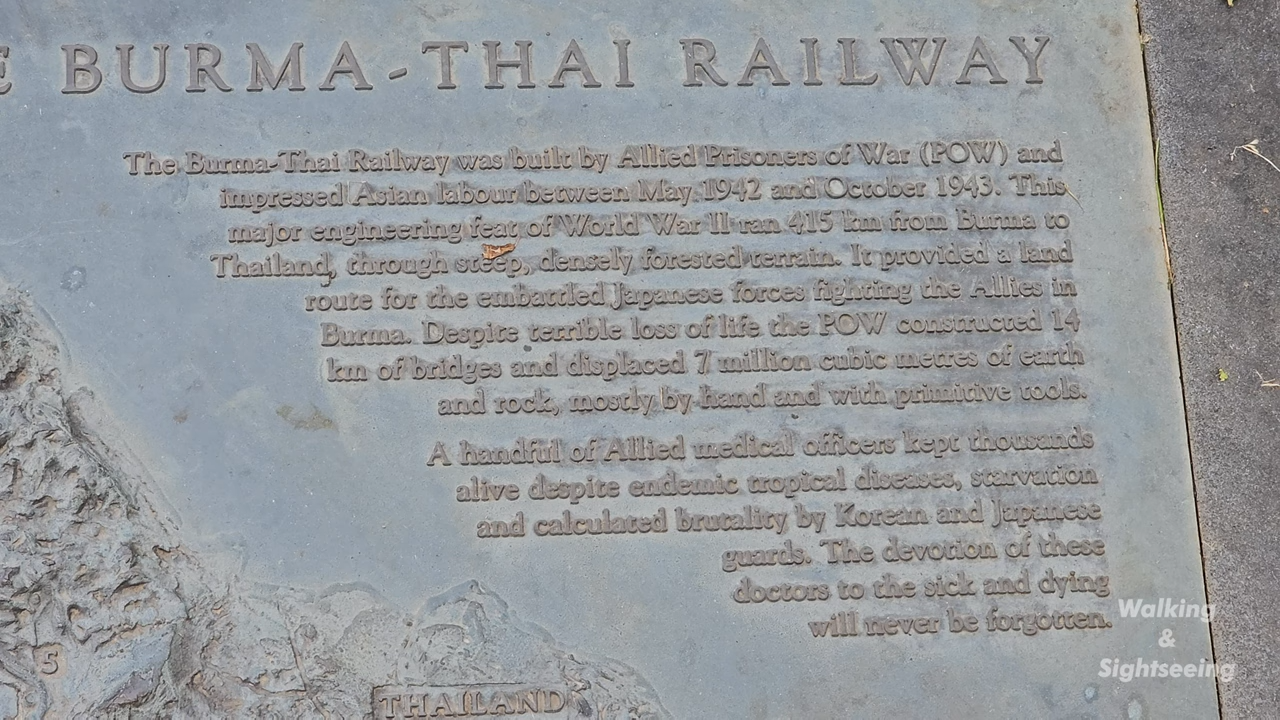 E BURMA-THAI RAILWAY
The Burma-Thai Railway was built by Allied Prisoners of War (POW) and
impressed Asian labour between May 1942 and October 1943. This
major engineering feat of World War II ran 415 km from Burma to
Thailand, through steep, densely forested terrain. It provided a land
route for the embattled Japanese forces fighting the Allies in
Burma. Despite terrible loss of life the POW constructed 14
km of bridges and displaced 7 million cubic metres of earth
and rock, mostly by hand and with primitive tools.
A handful of Allied medical officers kept thousands
alive despite endemic tropical diseases, starvation
and calculated brutality by Korean and Japanese
guards. The devotion of these
doctors to the sick and dying
will never be forgotten.
5
THAILAND
Walking
&
Sightseeing